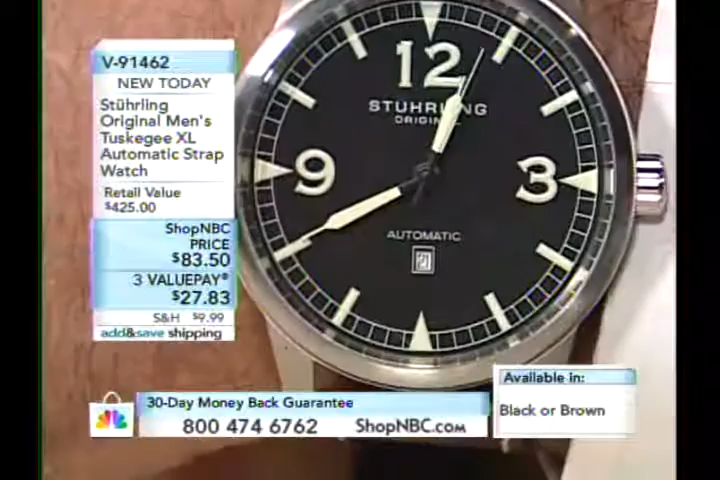 V-91462
NEW TODAY
Stührling
Original Men's
Tuskegee XL
Automatic Strap
Watch
Retail Value
$425.00
ShopNBC
PRICE
$83.50
3 VALUEPAY®
$27.83
S&H $9.99
add&save shipping
12
STUHRLING
ORIGINAL
9
3
AUTOMATIC
21
30-Day Money Back Guarantee
800 474 6762 ShopNBC.com
Available in:
Black or Brown